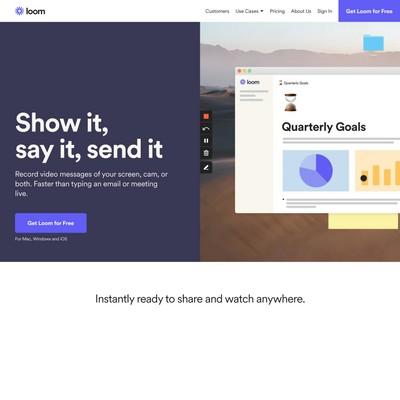 loom
Customers
Use Cases
Pricing
About Us
Sign In
Get Loom for Free
loom
Quarterly Goals
Quarterly Goals
Show it,
say it, send it
Record video messages of your screen, cam, or
both. Faster than typing an email or meeting
live.
Get Loom for Free
For Mac, Windows and iOS
Instantly ready to share and watch anywhere.